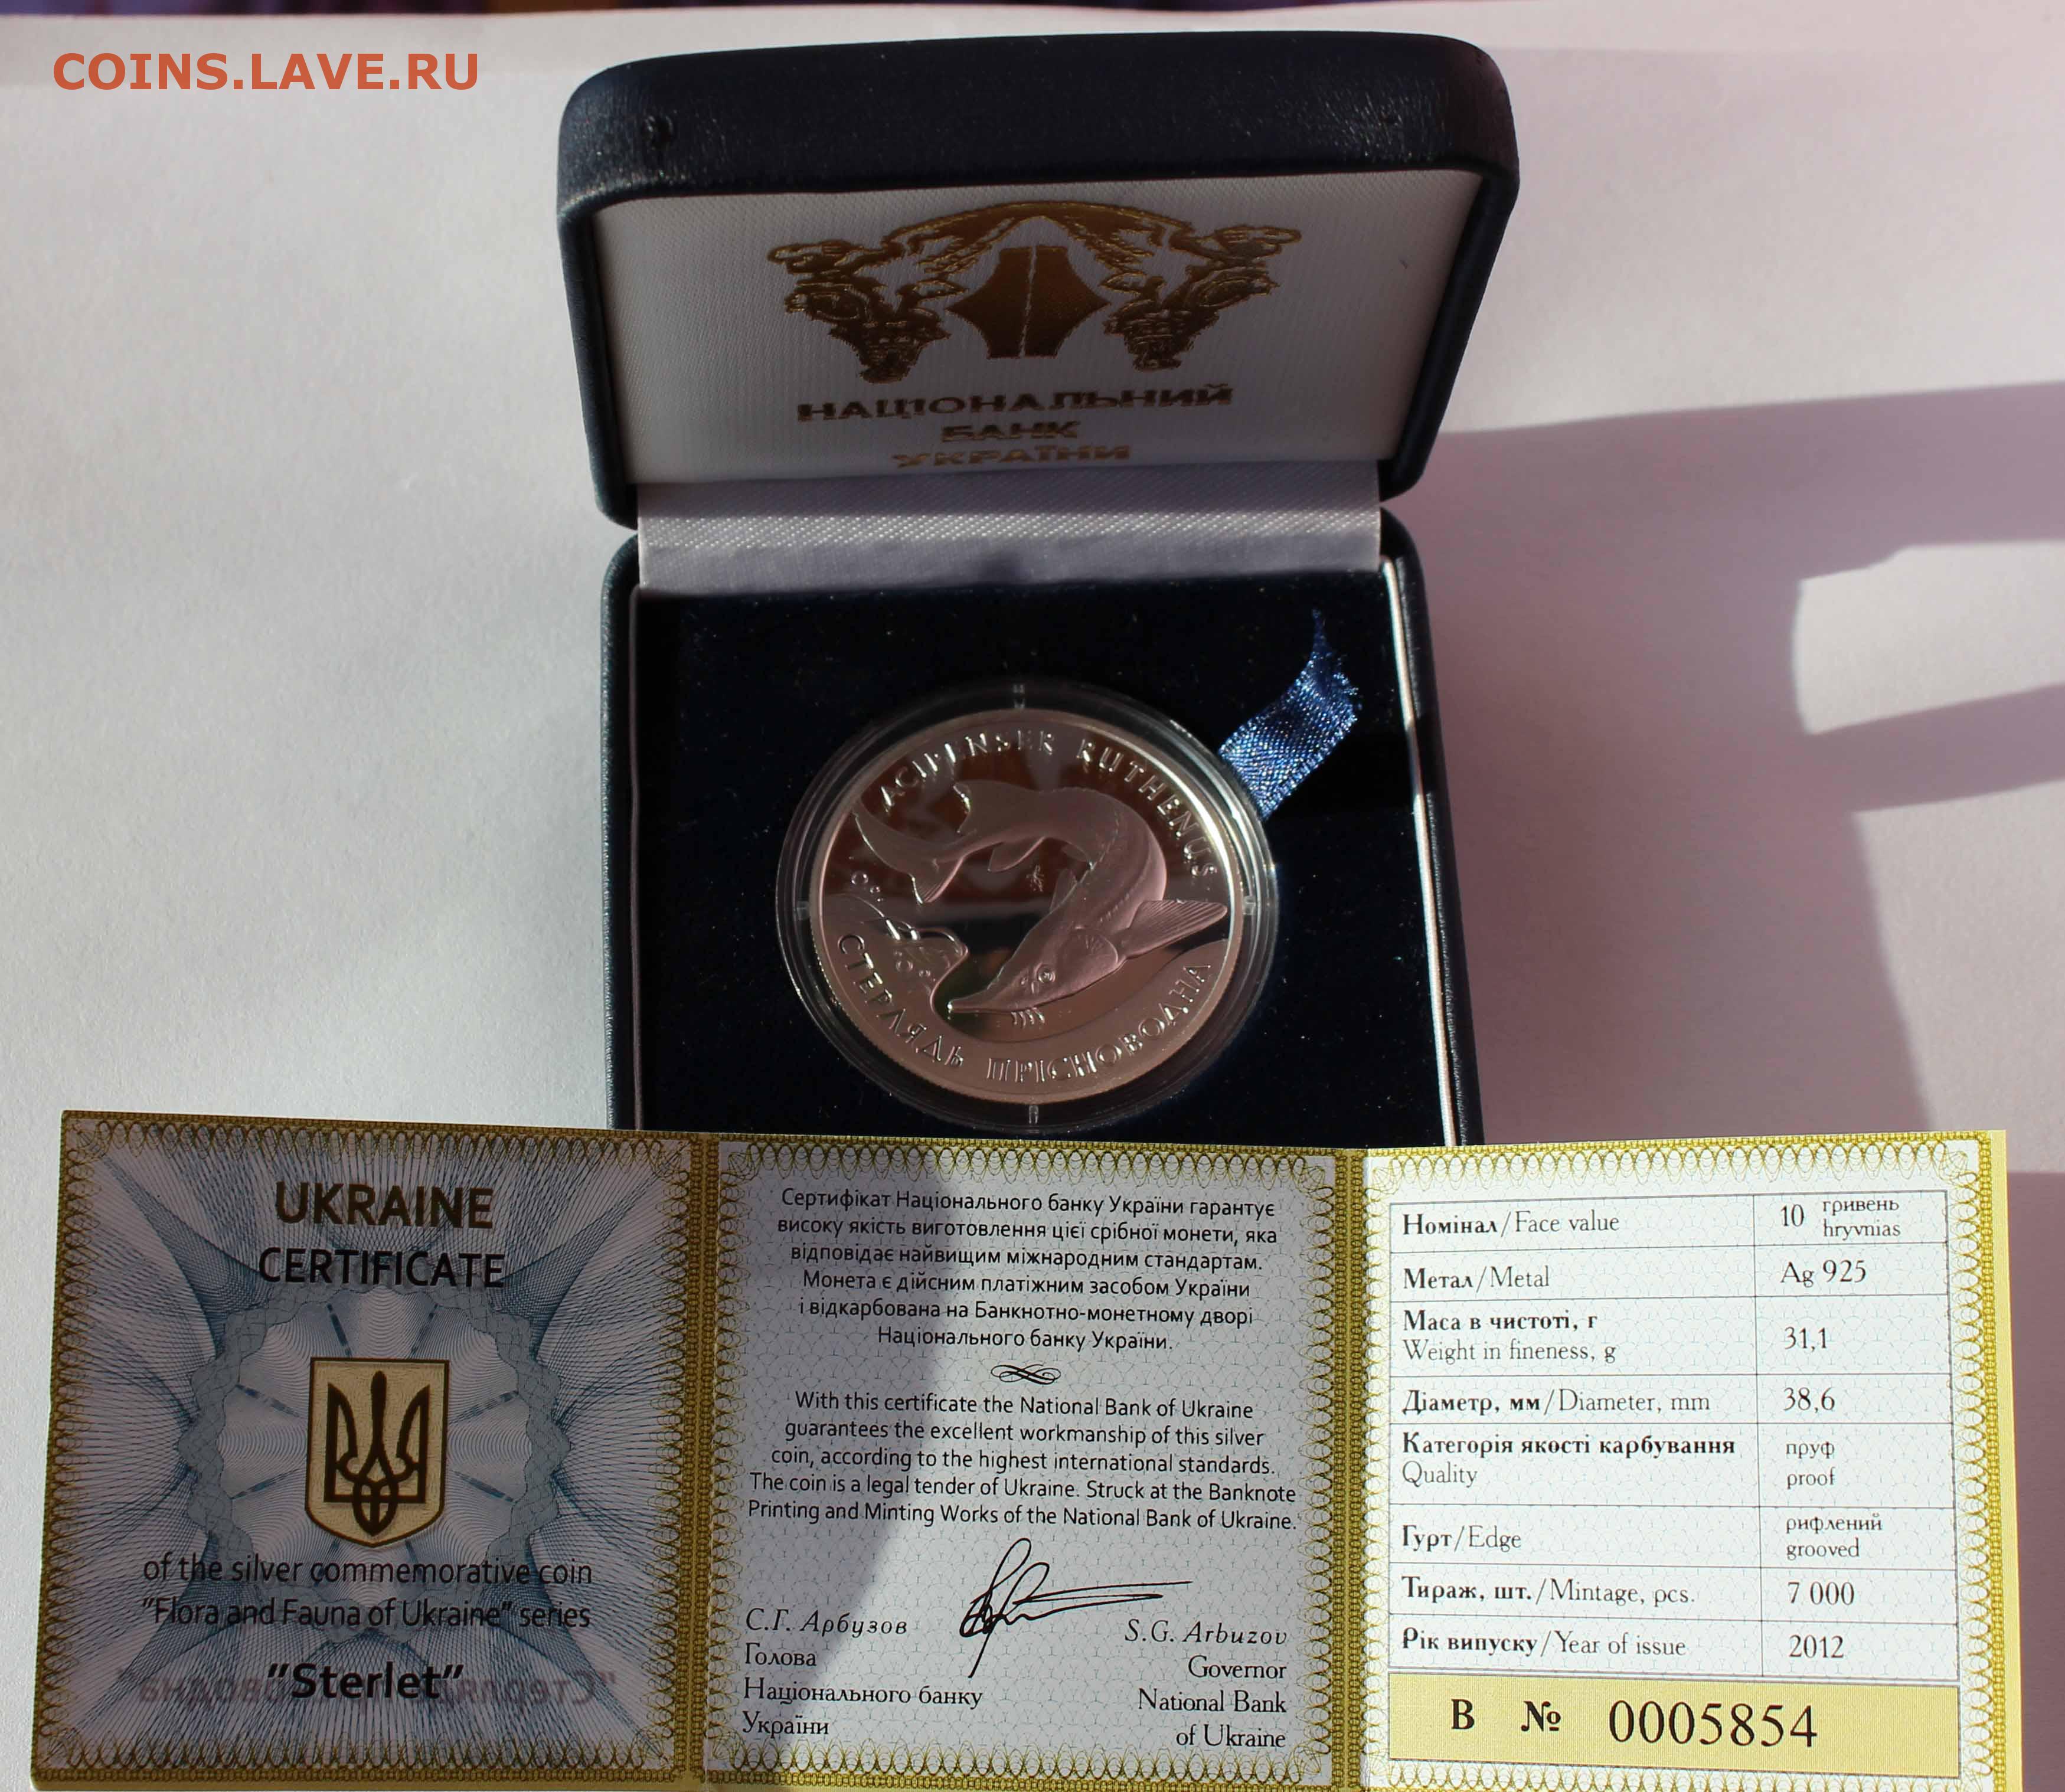 COINS.LAVE.RU
НАЦІОНАЛЬНИЙ
БАНК
УКРАЇНИ
ACIPENSER RUTHENUS
СТЕРЛЯДЬ ПРІСНОВОДНА
UKRAINE
CERTIFICATE
of the silver commemorative coin
"Flora and Fauna of Ukraine" series
"Sterlet"
Сертифікат Національного банку України гарантує
високу якість виготовлення цієї срібної монети, яка
відповідає найвищим міжнародним стандартам.
Монета є дійсним платіжним засобом України
і відкарбована на Банкнотно-монетному дворі
Національного банку України.
With this certificate the National Bank of Ukraine
guarantees the excellent workmanship of this silver
coin, according to the highest international standards.
The coin is a legal tender of Ukraine. Struck at the Banknote
Printing and Minting Works of the National Bank of Ukraine.
С.Г. Арбузов
Голова
Національного банку
України
S.G. Arbuzov
Governor
National Bank
of Ukraine
Номінал/Face value 10 гривень hryvnias
Метал/Metal Ag 925
Маса в чистоті, г
Weight in fineness, g 31,1
Діаметр, мм/Diameter, mm 38,6
Категорія якості карбування пруф
Quality proof
Гурт/Edge рифлений grooved
Тираж, шт./Mintage, pcs. 7 000
Рік випуску/Year of issue 2012
В № 0005854